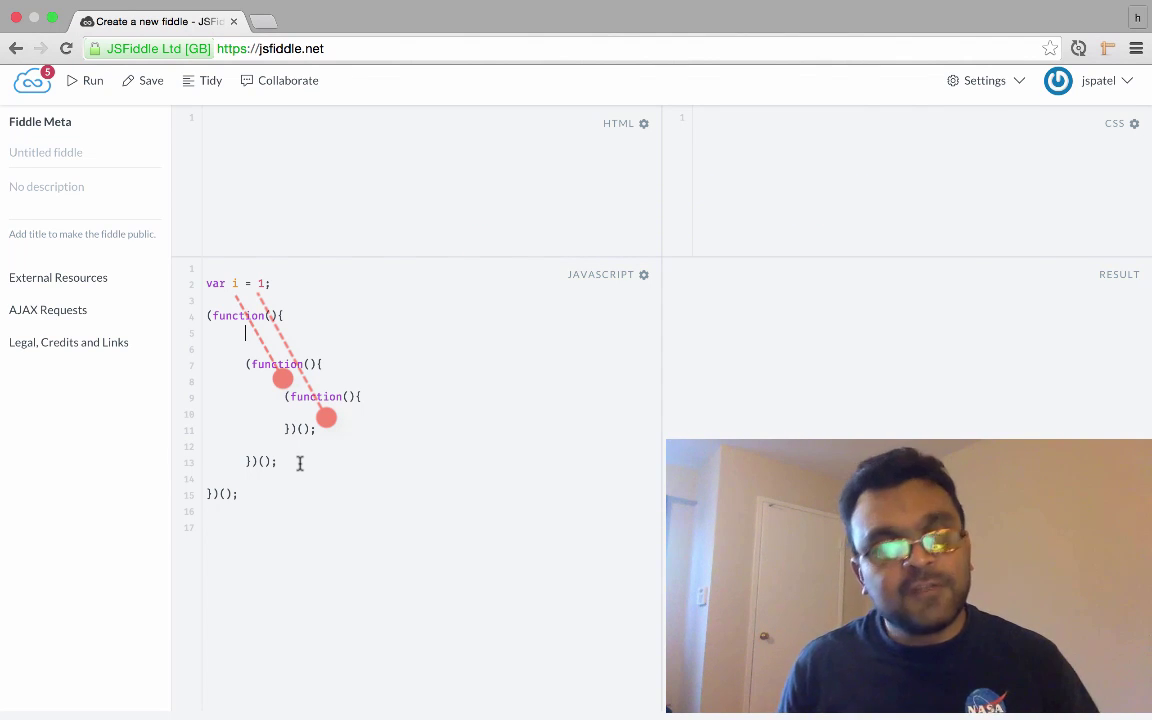 Create a new fiddle - JSFid
h
JSFiddle Ltd [GB] https://jsfiddle.net
5 Run Save Tidy Collaborate Settings jspatel
Fiddle Meta
Untitled fiddle
No description
Add title to make the fiddle public.
External Resources
AJAX Requests
Legal, Credits and Links
1 HTML
1 CSS
JAVASCRIPT
RESULT
1
2 var i = 1;
3
4 (function(){
5
6
7 (function(){
8
9 (function(){
10
11 })();
12
13 })();
14
15 })();
16
17
NASA